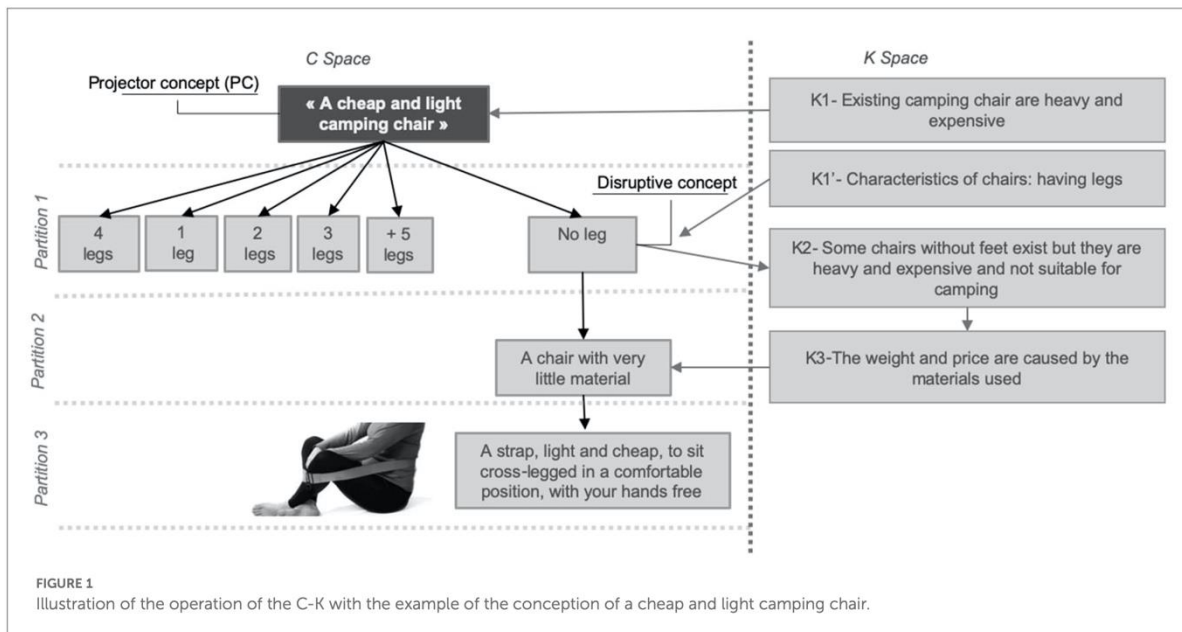 C Space
K Space
Projector concept (PC)
« A cheap and light
camping chair »
K1- Existing camping chair are heavy and
expensive
Partition 1
4
legs
1
leg
2
legs
3
legs
+ 5
legs
No leg
Disruptive concept
K1'- Characteristics of chairs: having legs
K2- Some chairs without feet exist but they are
heavy and expensive and not suitable for
camping
Partition 2
A chair with very
little material
K3-The weight and price are caused by the
materials used
Partition 3
A strap, light and cheap, to sit
cross-legged in a comfortable
position, with your hands free
FIGURE 1
Illustration of the operation of the C-K with the example of the conception of a cheap and light camping chair.